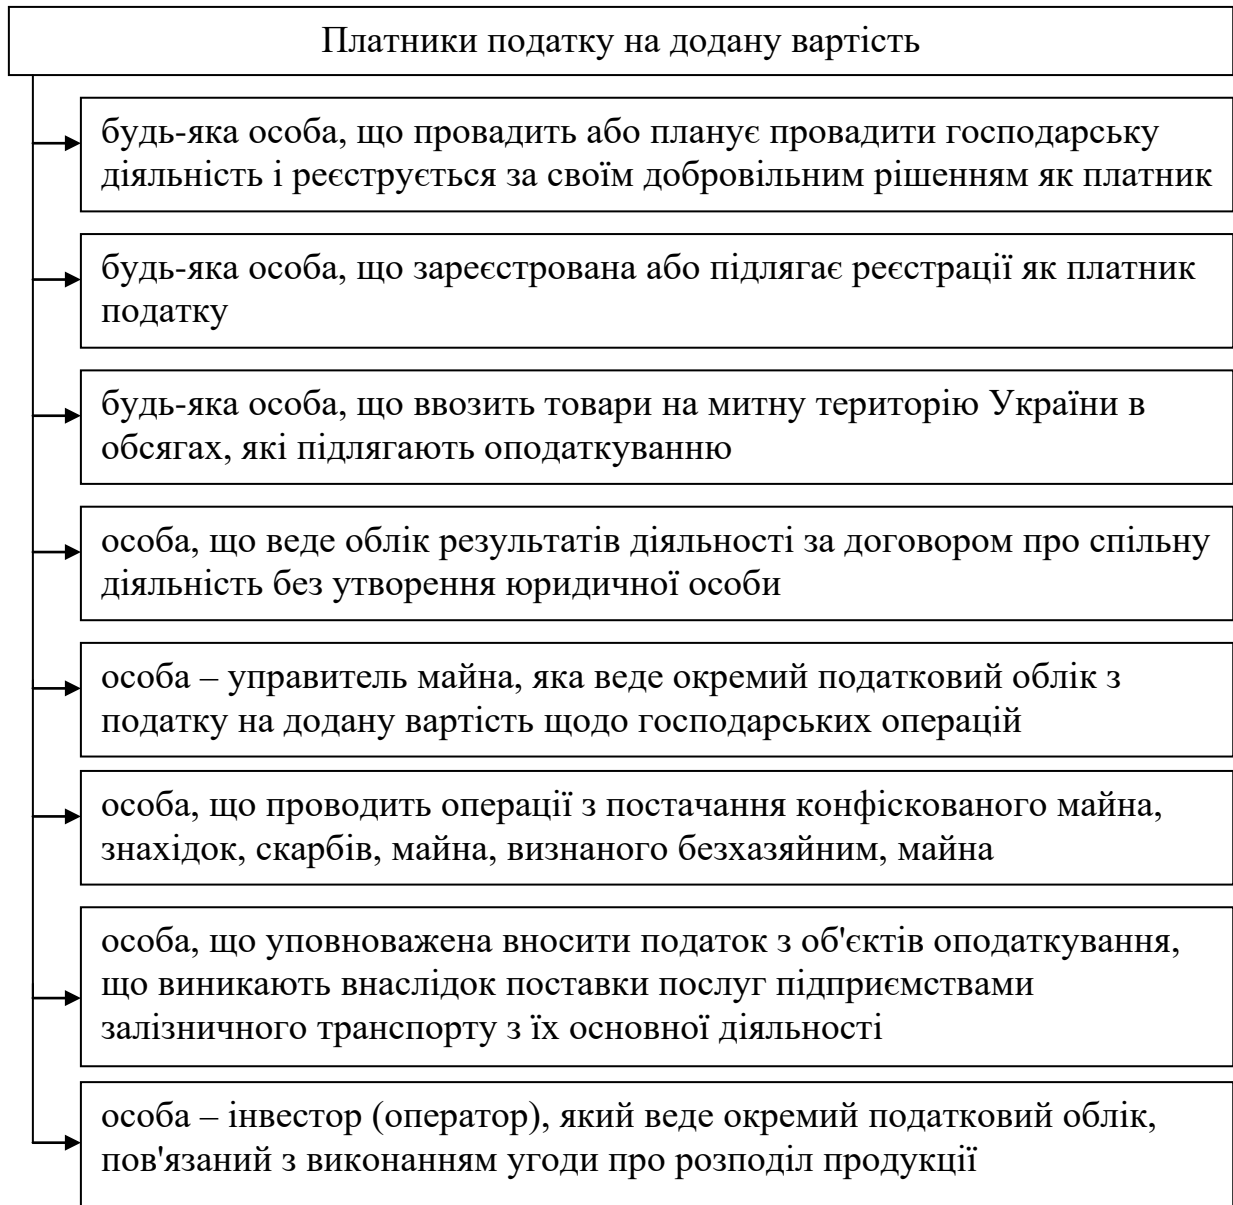 Платники податку на додану вартість
будь-яка особа, що провадить або планує провадити господарську
діяльність і реєструється за своїм добровільним рішенням як платник
будь-яка особа, що зареєстрована або підлягає реєстрації як платник
податку
будь-яка особа, що ввозить товари на митну територію України в
обсягах, які підлягають оподаткуванню
особа, що веде облік результатів діяльності за договором про спільну
діяльність без утворення юридичної особи
особа – управитель майна, яка веде окремий податковий облік з
податку на додану вартість щодо господарських операцій
особа, що проводить операції з постачання конфіскованого майна,
знахідок, скарбів, майна, визнаного безхазяйним, майна
особа, що уповноважена вносити податок з об'єктів оподаткування,
що виникають внаслідок поставки послуг підприємствами
залізничного транспорту з їх основної діяльності
особа – інвестор (оператор), який веде окремий податковий облік,
пов'язаний з виконанням угоди про розподіл продукції